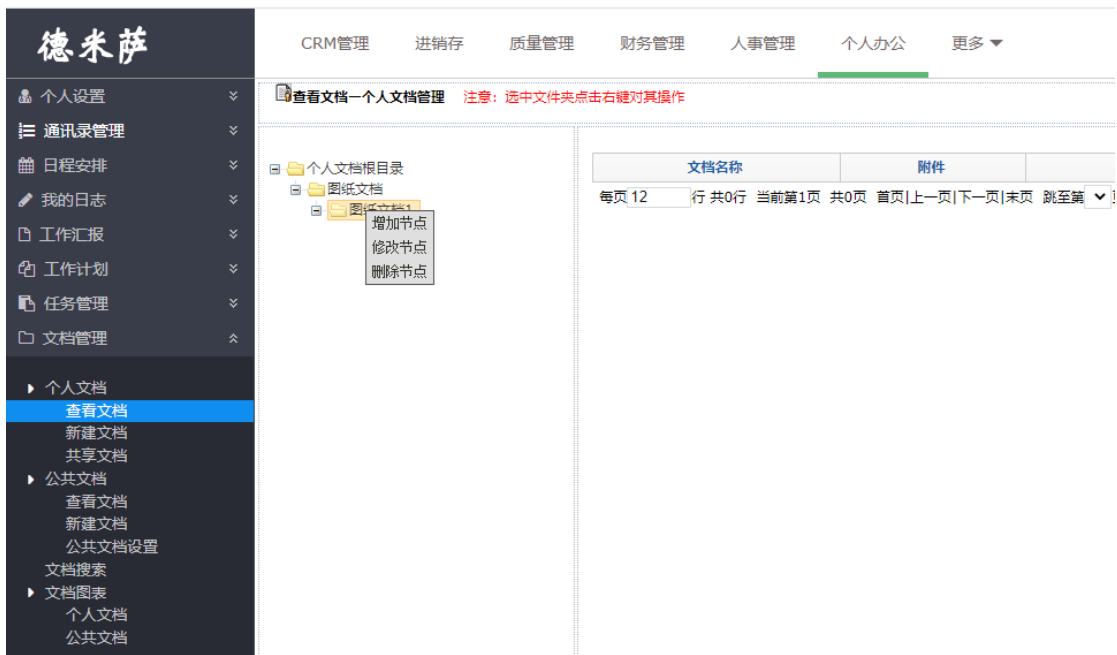 德米萨
CRM管理 进销存 质量管理 财务管理 人事管理 个人办公 更多
个人设置
通讯录管理
日程安排
我的日志
工作汇报
工作计划
任务管理
文档管理
个人文档
查看文档
新建文档
共享文档
公共文档
查看文档
新建文档
公共文档设置
文档搜索
文档图表
个人文档
公共文档
查看文档—个人文档管理 注意：选中文件夹点击右键对其操作
个人文档根目录
图纸文档
图纸文档1
增加节点
修改节点
删除节点
文档名称 附件
每页 12 行 共0行 当前第1页 共0页 首页|上一页|下一页|末页 跳至第